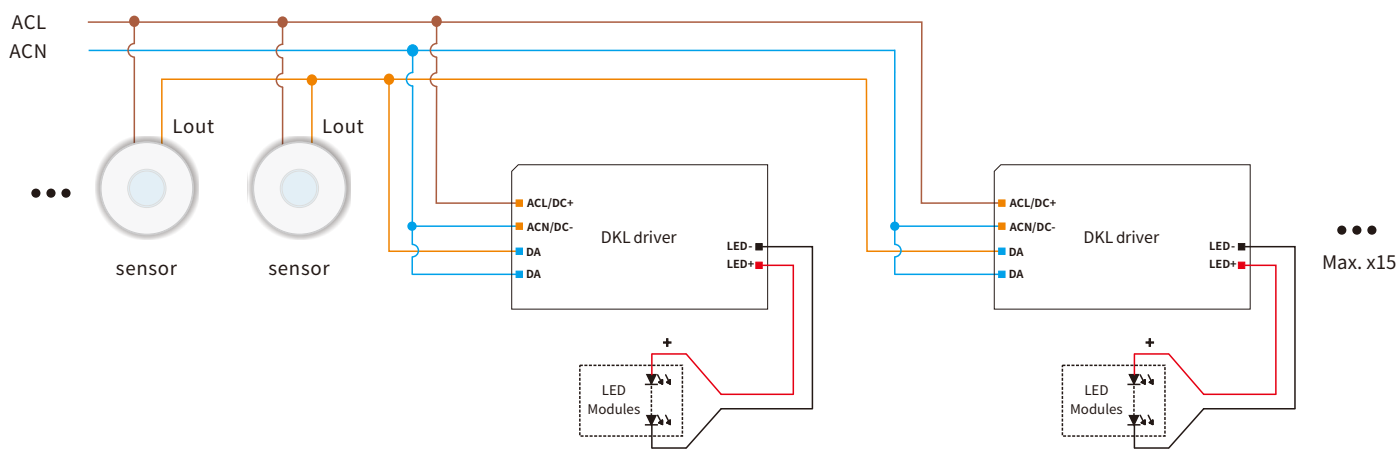 ACL
ACN
Lout
Lout
sensor
sensor
ACL/DC+
ACN/DC-
DA
DA
DKL driver
LED-
LED+
ACL/DC+
ACN/DC-
DA
DA
DKL driver
LED-
LED+
Max. x15
+
LED
Modules
+
LED
Modules